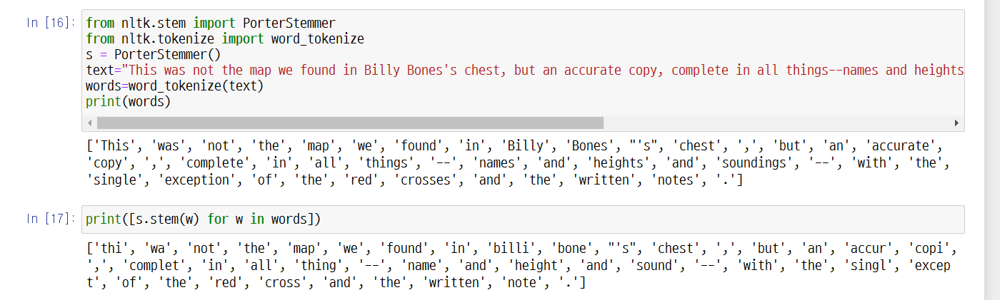 In [16]: from nltk.stem import PorterStemmer
from nltk.tokenize import word_tokenize
s = PorterStemmer()
text="This was not the map we found in Billy Bones's chest, but an accurate copy, complete in all things--names and heights
words=word_tokenize(text)
print(words)
['This', 'was', 'not', 'the', 'map', 'we', 'found', 'in', 'Billy', 'Bones', "'s", 'chest', ',', 'but', 'an', 'accurate',
'copy', ',', 'complete', 'in', 'all', 'things', '--', 'names', 'and', 'heights', 'and', 'soundings', '--', 'with', 'the',
'single', 'exception', 'of', 'the', 'red', 'crosses', 'and', 'the', 'written', 'notes', '.']
In [17]: print([s.stem(w) for w in words])
['thi', 'wa', 'not', 'the', 'map', 'we', 'found', 'in', 'billi', 'bone', "'s", 'chest', ',', 'but', 'an', 'accur', 'copi',
',', 'complet', 'in', 'all', 'thing', '--', 'name', 'and', 'height', 'and', 'sound', '--', 'with', 'the', 'singl', 'excep
t', 'of', 'the', 'red', 'cross', 'and', 'the', 'written', 'note', '.']